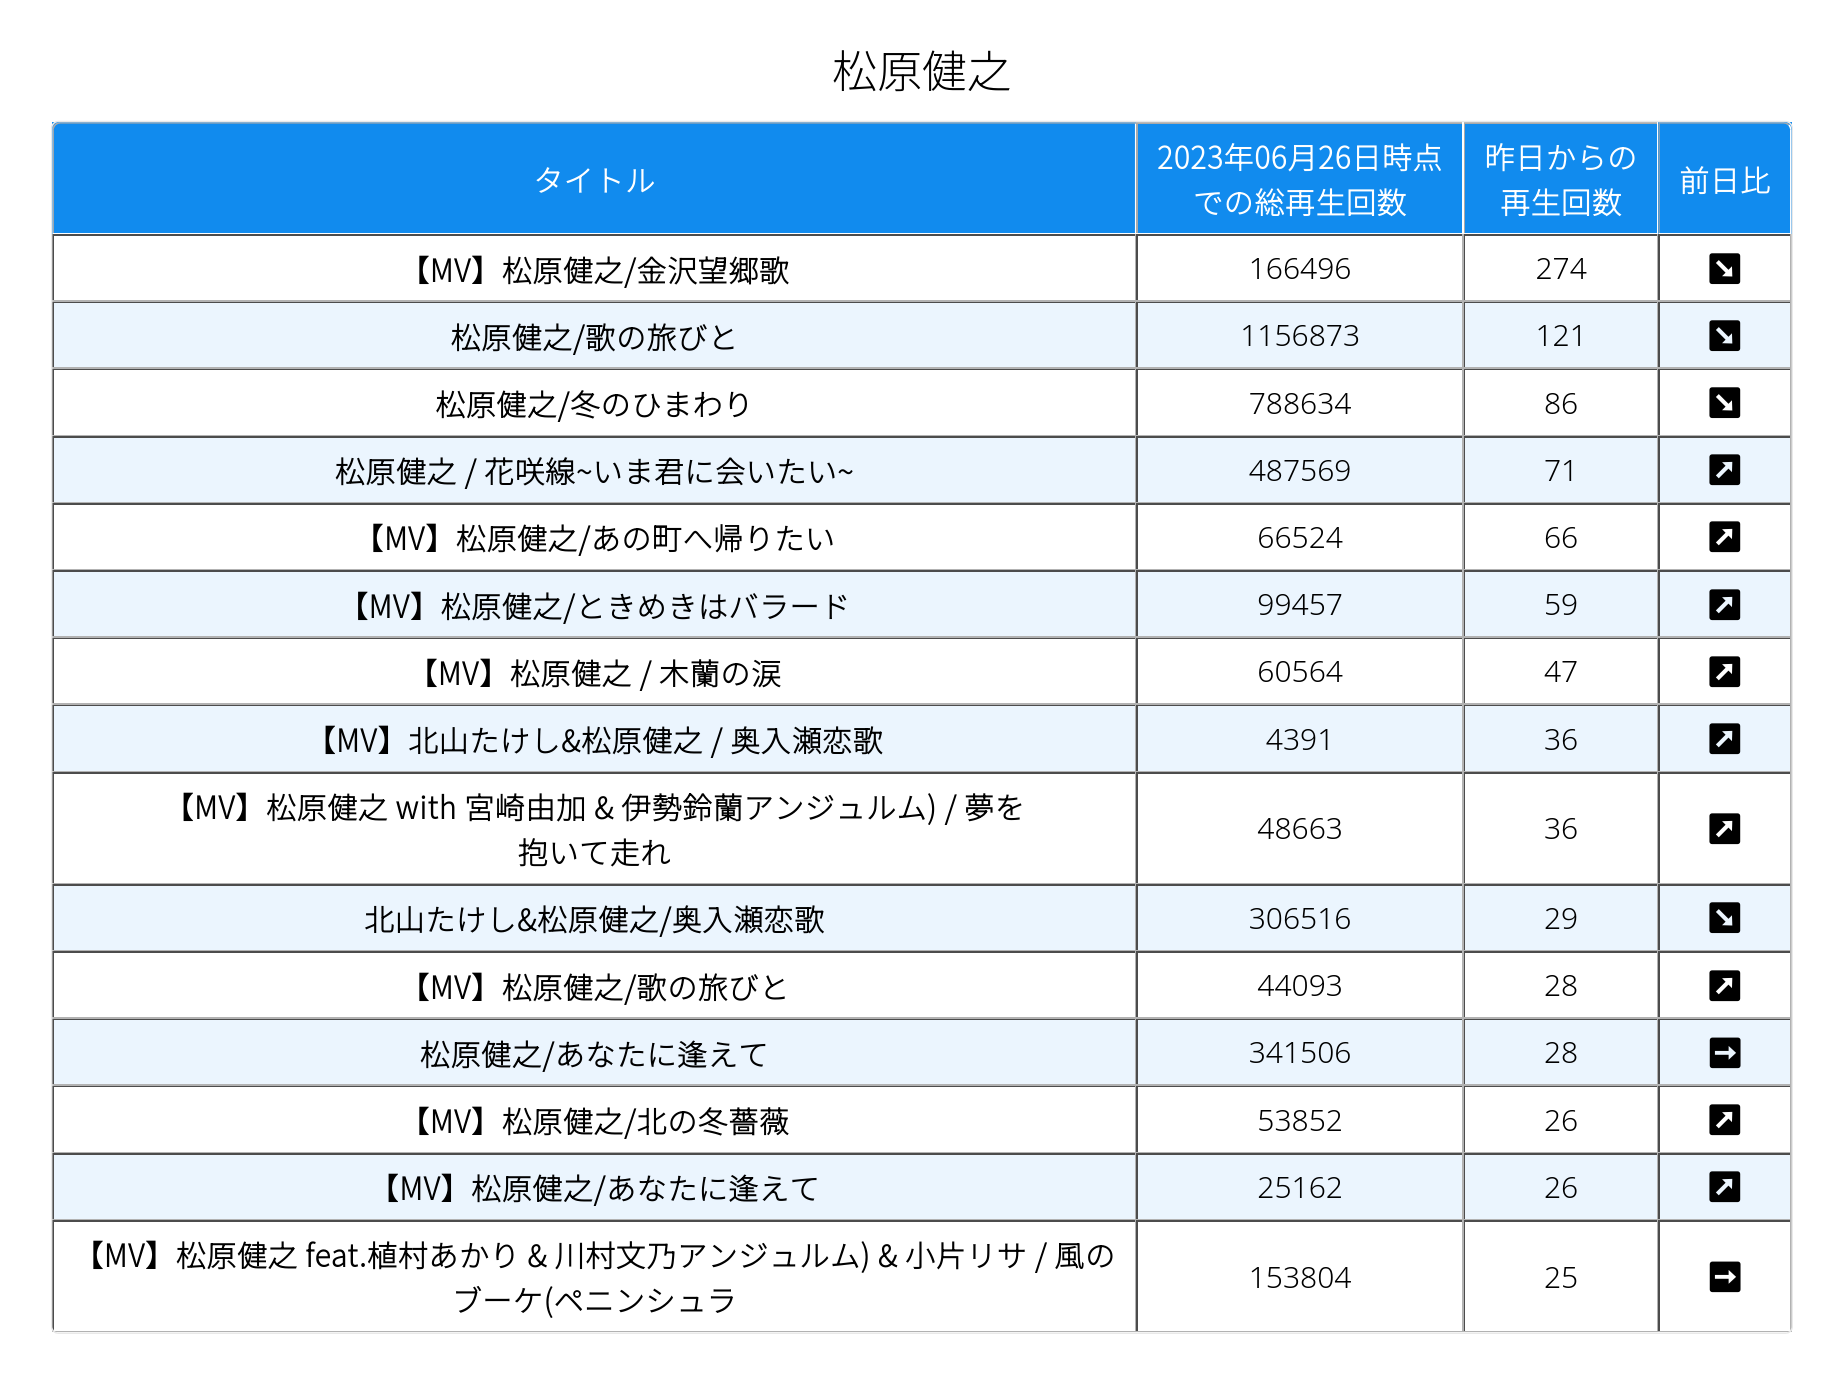 松原健之
タイトル
2023年06月26日時点
での総再生回数
昨日からの
再生回数
前日比
【MV】松原健之/金沢望郷歌 166496 274
松原健之/歌の旅びと 1156873 121
松原健之/冬のひまわり 788634 86
松原健之 / 花咲線~いま君に会いたい~ 487569 71
【MV】松原健之/あの町へ帰りたい 66524 66
【MV】松原健之/ときめきはバラード 99457 59
【MV】松原健之 / 木蘭の涙 60564 47
【MV】北山たけし&松原健之 / 奥入瀬恋歌 4391 36
【MV】松原健之 with 宮崎由加 & 伊勢鈴蘭アンジュルム) / 夢を
抱いて走れ
48663 36
北山たけし&松原健之/奥入瀬恋歌 306516 29
【MV】松原健之/歌の旅びと 44093 28
松原健之/あなたに逢えて 341506 28
【MV】松原健之/北の冬薔薇 53852 26
【MV】松原健之/あなたに逢えて 25162 26
【MV】松原健之 feat.植村あかり & 川村文乃アンジュルム) & 小片リサ / 風の
ブーケ(ペニンシュラ
153804 25